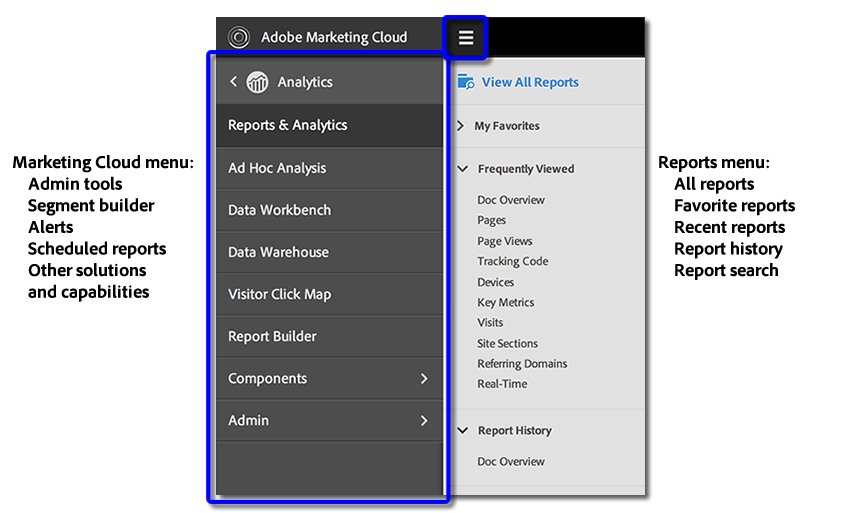 Marketing Cloud menu:
Admin tools
Segment builder
Alerts
Scheduled reports
Other solutions
and capabilities
Adobe Marketing Cloud
Analytics
Reports & Analytics
Ad Hoc Analysis
Data Workbench
Data Warehouse
Visitor Click Map
Report Builder
Components
Admin
View All Reports
My Favorites
Frequently Viewed
Doc Overview
Pages
Page Views
Tracking Code
Devices
Key Metrics
Visits
Site Sections
Referring Domains
Real-Time
Report History
Doc Overview
Reports menu:
All reports
Favorite reports
Recent reports
Report history
Report search